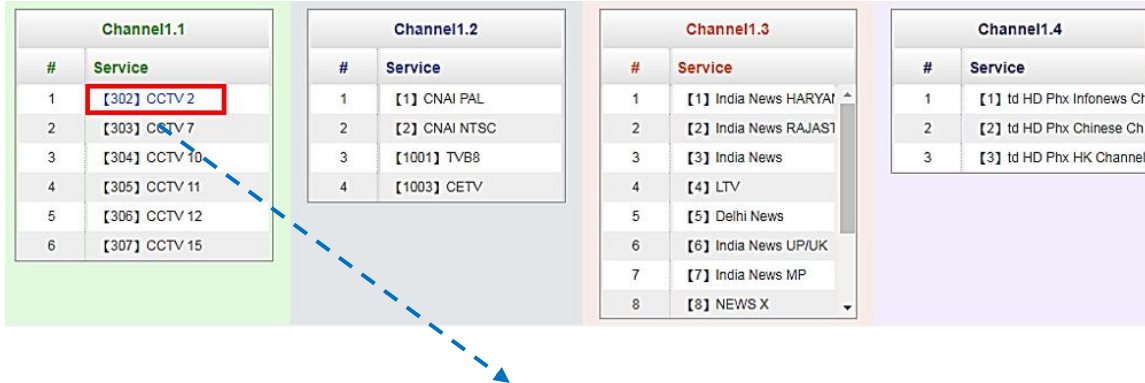 Channel1.1
# Service
1 【302】 CCTV 2
2 【303】 CCTV 7
3 【304】 CCTV 10
4 【305】 CCTV 11
5 【306】 CCTV 12
6 【307】 CCTV 15
Channel1.2
# Service
1 【1】 CNAI PAL
2 【2】 CNAI NTSC
3 【1001】 TVB8
4 【1003】 CETV
Channel1.3
# Service
1 【1】 India News HARYAN
2 【2】 India News RAJAST
3 【3】 India News
4 【4】 LTV
5 【5】 Delhi News
6 【6】 India News UP/UK
7 【7】 India News MP
8 【8】 NEWS X
Channel1.4
# Service
1 【1】 td HD Phx Infonews Ch
2 【2】 td HD Phx Chinese Ch
3 【3】 td HD Phx HK Channel